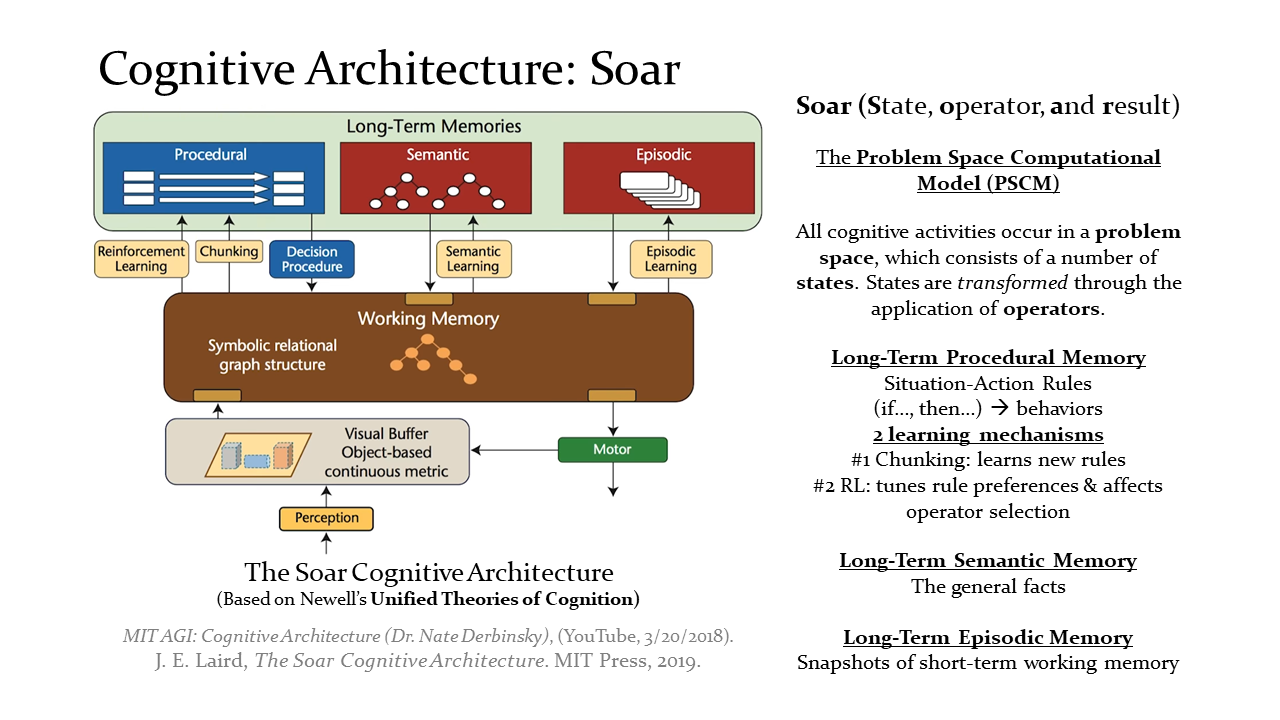 Cognitive Architecture: Soar
Long-Term Memories
Procedural
Semantic
Episodic
Reinforcement
Learning
Chunking
Decision
Procedure
Semantic
Learning
Episodic
Learning
Working Memory
Symbolic relational
graph structure
Visual Buffer
Object-based
continuous metric
Motor
Perception
The Soar Cognitive Architecture
(Based on Newell's Unified Theories of Cognition)
MIT AGI: Cognitive Architecture (Dr. Nate Derbinsky), (YouTube, 3/20/2018).
J. E. Laird, The Soar Cognitive Architecture. MIT Press, 2019.
Soar (State, operator, and result)
The Problem Space Computational
Model (PSCM)
All cognitive activities occur in a problem
space, which consists of a number of
states. States are transformed through the
application of operators.
Long-Term Procedural Memory
Situation-Action Rules
(if..., then...) → behaviors
2 learning mechanisms
#1 Chunking: learns new rules
#2 RL: tunes rule preferences & affects
operator selection
Long-Term Semantic Memory
The general facts
Long-Term Episodic Memory
Snapshots of short-term working memory